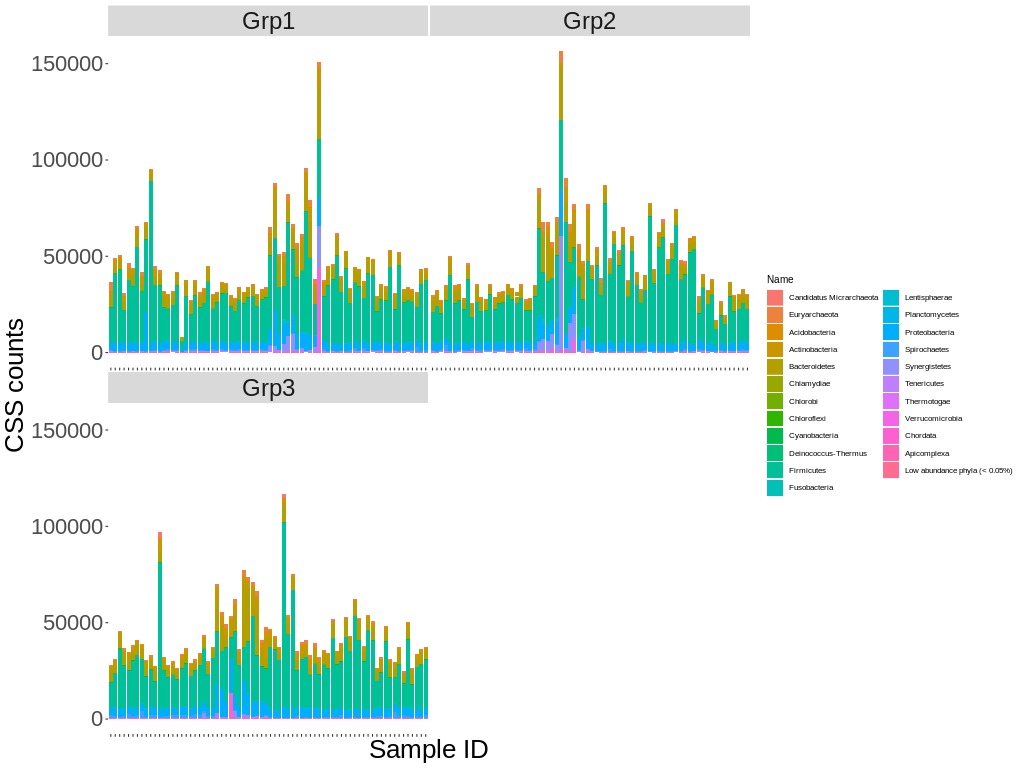 Grp1
Grp2
150000
100000
50000
0
Grp3
150000
100000
50000
0
CSS counts
Sample ID
Name
Candidatus Micrarchaeota
Euryarchaeota
Acidobacteria
Actinobacteria
Bacteroidetes
Chlamydiae
Chlorobi
Chloroflexi
Cyanobacteria
Deinococcus-Thermus
Firmicutes
Fusobacteria
Lentisphaerae
Planctomycetes
Proteobacteria
Spirochaetes
Synergistetes
Tenericutes
Thermotogae
Verrucomicrobia
Chordata
Apicomplexa
Low abundance phyla (< 0.05%)